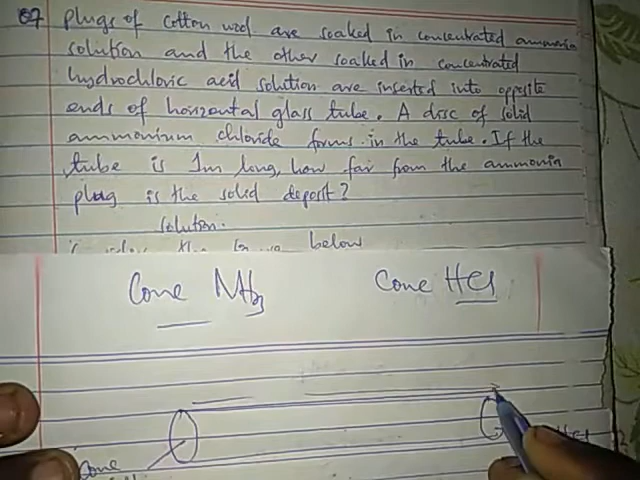 07 Plugs of cotton wool are soaked in concentrated ammonia
solution and the other soaked in concentrated
hydrochloric acid solution are inserted into opposite
ends of horizontal glass tube. A disc of solid
ammonium chloride forms in the tube. If the
tube is 1m long, how far from the ammonia
plug is the solid deposit?
solution.
below
Conc NH3 Conc HCl
Conc